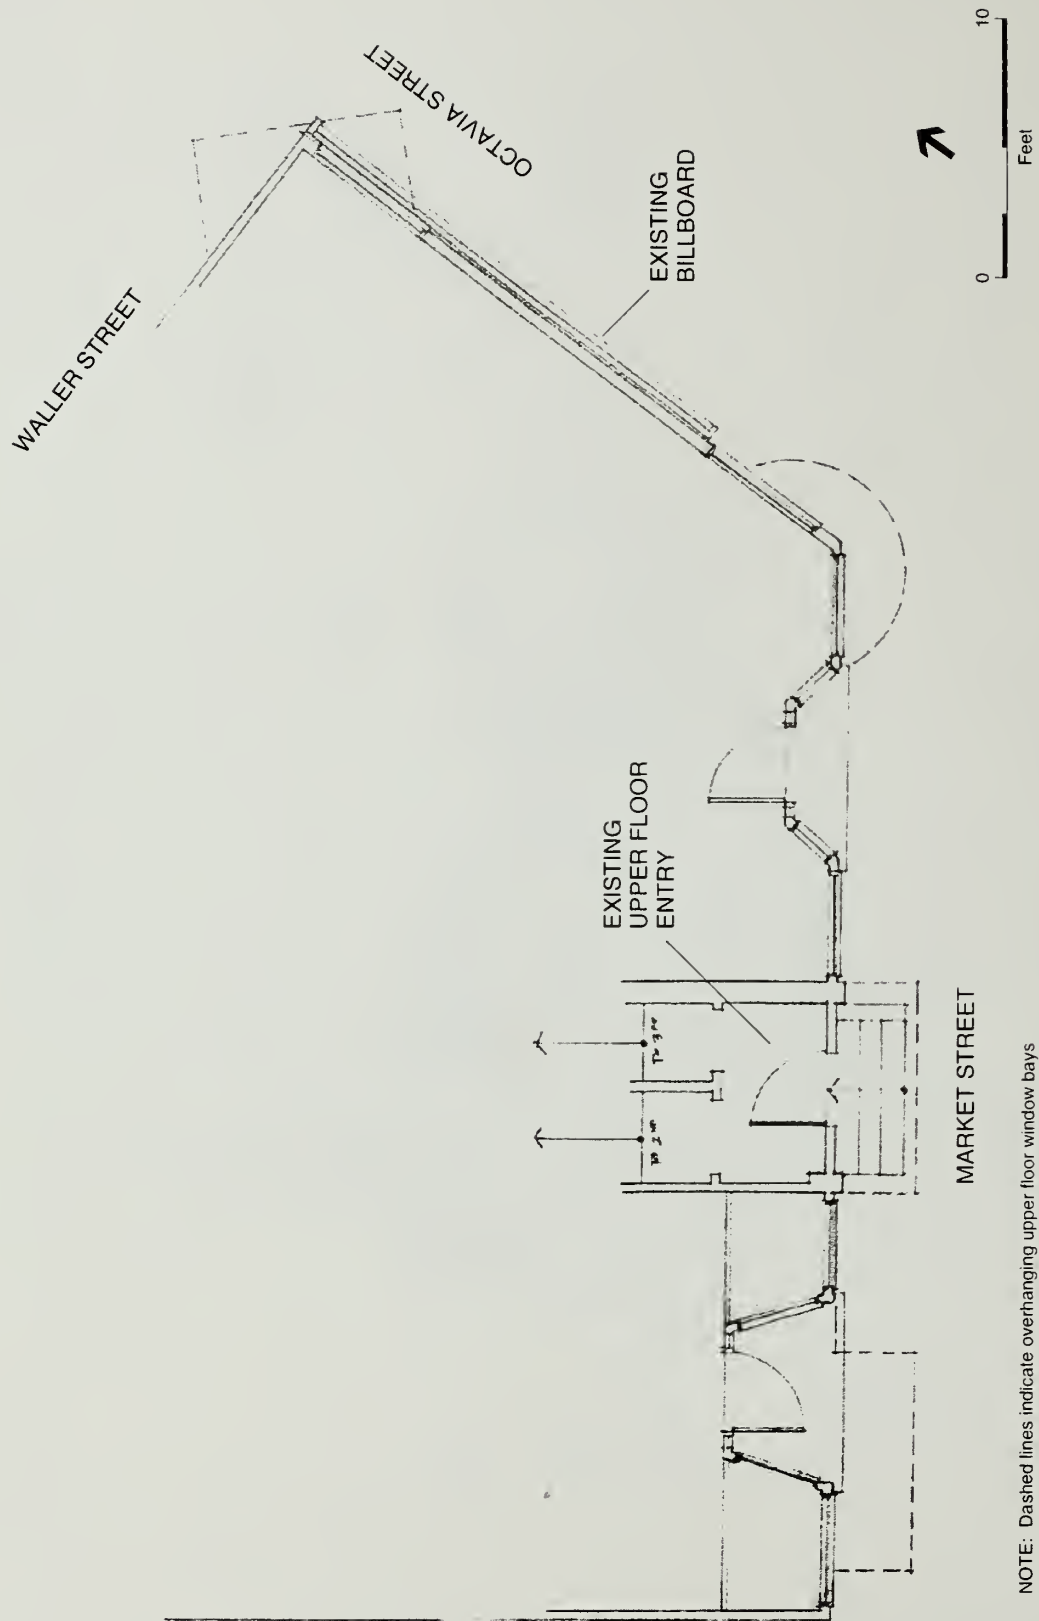 WALLER STREET
OCTAVIA STREET
EXISTING
BILLBOARD
EXISTING
UPPER FLOOR
ENTRY
MARKET STREET
0 10
Feet
NOTE: Dashed lines indicate overhanging upper floor window bays